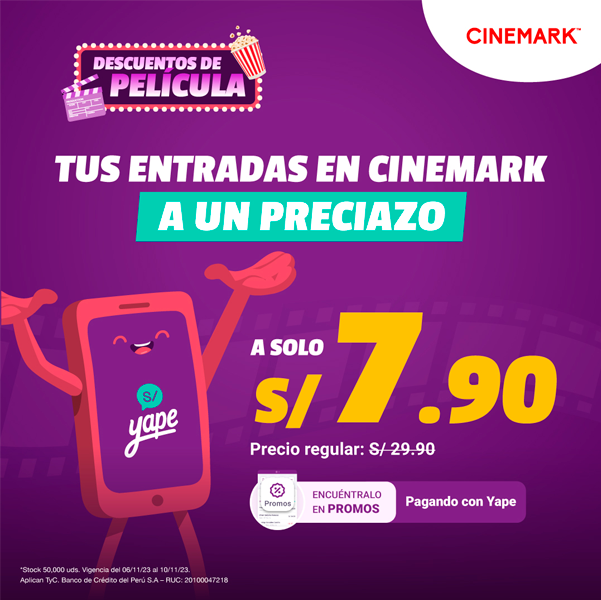 CINEMARK™
DESCUENTOS DE
PELÍCULA
TUS ENTRADAS EN CINEMARK
A UN PRECIAZO
A SOLO
S/ 7.90
Precio regular: S/ 29.90
S/
yape
Promos
ENCUÉNTRALO
EN PROMOS
Pagando con Yape
*Stock 50,000 uds. Vigencia del 06/11/23 al 10/11/23.
Aplican TyC. Banco de Crédito del Perú S.A – RUC: 20100047218